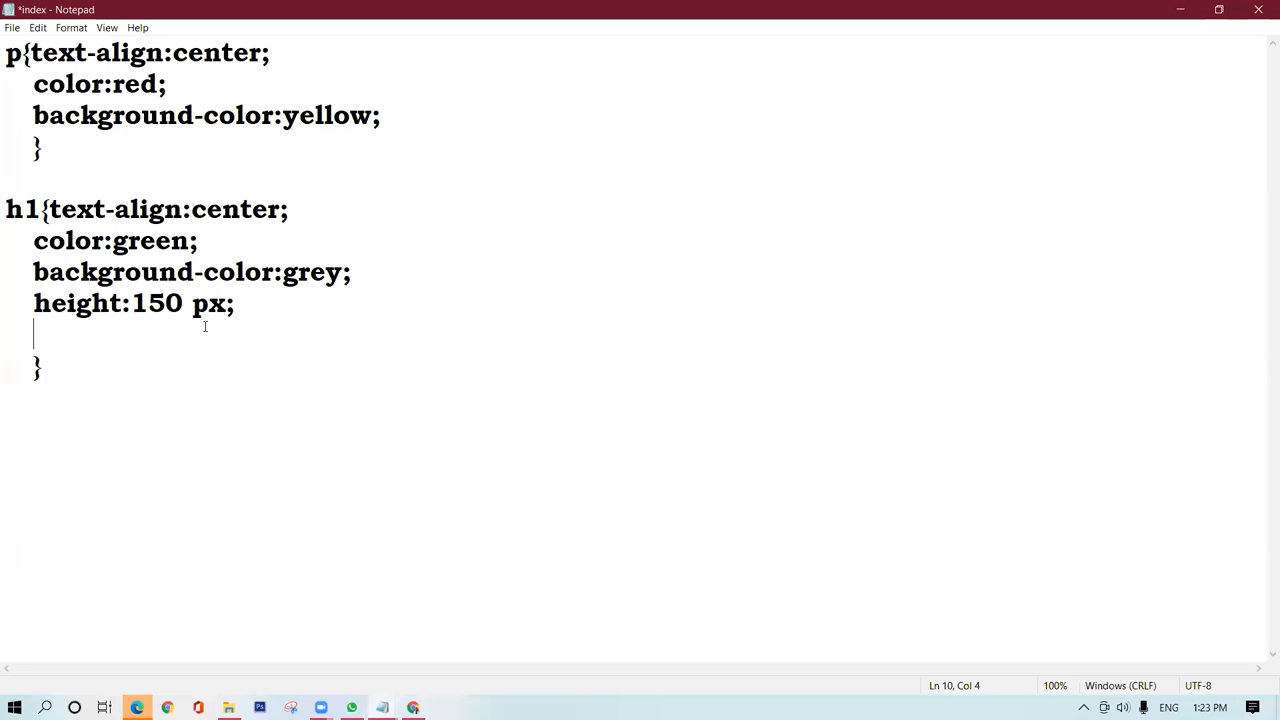 *index - Notepad
File Edit Format View Help
p{text-align:center;
color:red;
background-color:yellow;
}
h1{text-align:center;
color:green;
background-color:grey;
height:150 px;
}
Ln 10, Col 4 100% Windows (CRLF) UTF-8
ENG 1:23 PM